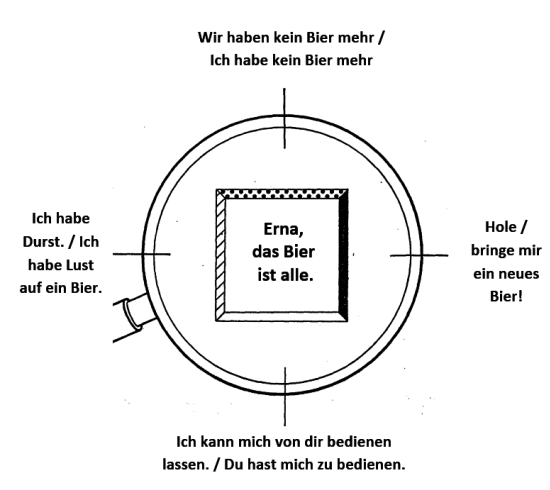 Wir haben kein Bier mehr /
Ich habe kein Bier mehr
Ich habe
Durst. / Ich
habe Lust
auf ein Bier.
Erna,
das Bier
ist alle.
Hole /
bringe mir
ein neues
Bier!
Ich kann mich von dir bedienen
lassen. / Du hast mich zu bedienen.